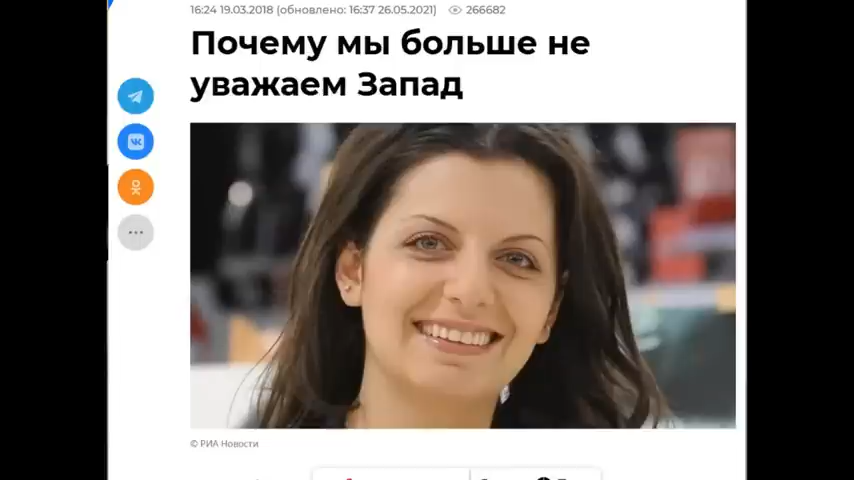 16:24 19.03.2018 (обновлено: 16:37 26.05.2021) 266682
Почему мы больше не
уважаем Запад
© РИА Новости